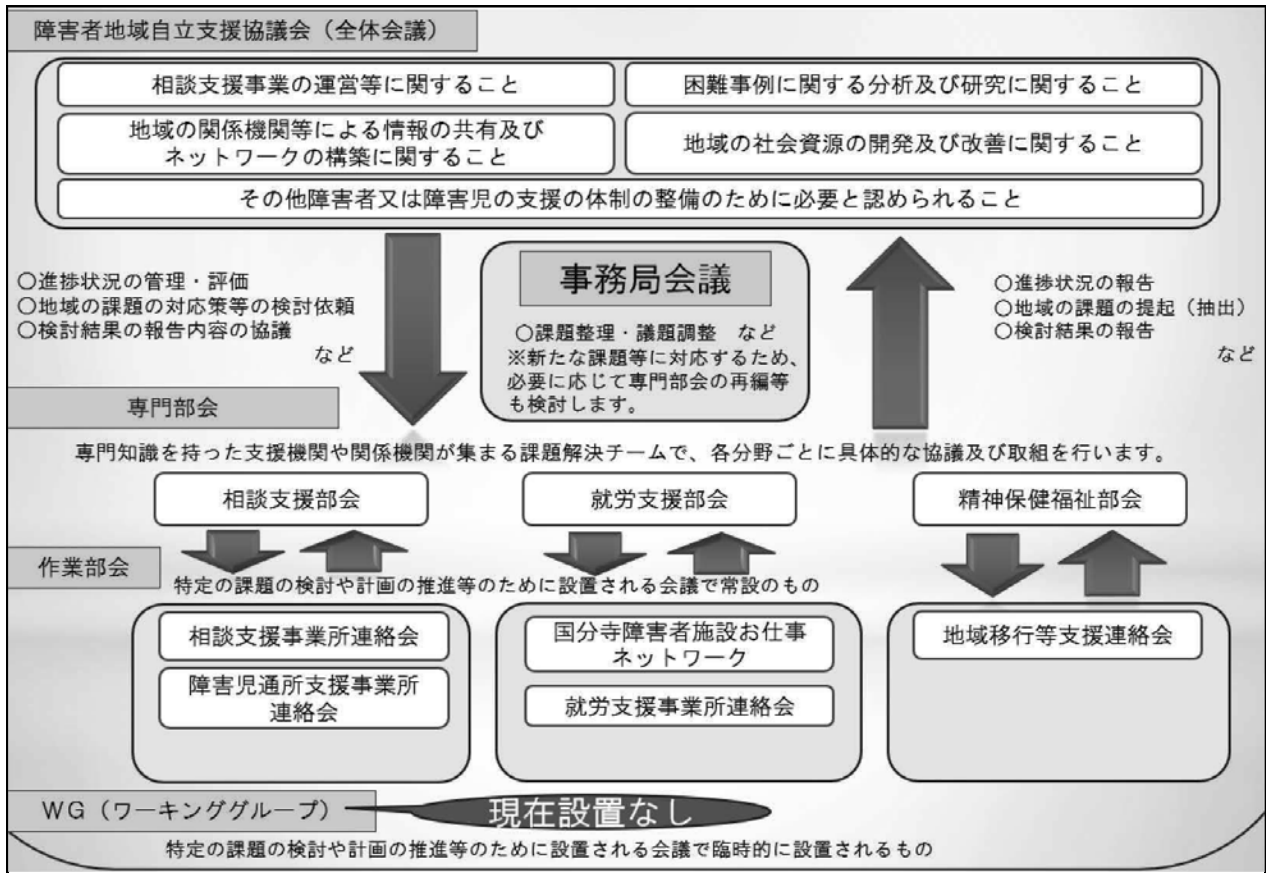 障害者地域自立支援協議会（全体会議）
相談支援事業の運営等に関すること
困難事例に関する分析及び研究に関すること
地域の関係機関等による情報の共有及び
ネットワークの構築に関すること
地域の社会資源の開発及び改善に関すること
その他障害者又は障害児の支援の体制の整備のために必要と認められること
○進捗状況の管理・評価
○地域の課題の対応策等の検討依頼
○検討結果の報告内容の協議
など
事務局会議
○課題整理・議題調整　など
※新たな課題等に対応するため、
必要に応じて専門部会の再編等
も検討します。
○進捗状況の報告
○地域の課題の提起（抽出）
○検討結果の報告
など
専門部会
専門知識を持った支援機関や関係機関が集まる課題解決チームで、各分野ごとに具体的な協議及び取組を行います。
相談支援部会
就労支援部会
精神保健福祉部会
作業部会
特定の課題の検討や計画の推進等のために設置される会議で常設のもの
相談支援事業所連絡会
障害児通所支援事業所
連絡会
国分寺障害者施設お仕事
ネットワーク
就労支援事業所連絡会
地域移行等支援連絡会
WG（ワーキンググループ）
現在設置なし
特定の課題の検討や計画の推進等のために設置される会議で臨時的に設置されるもの